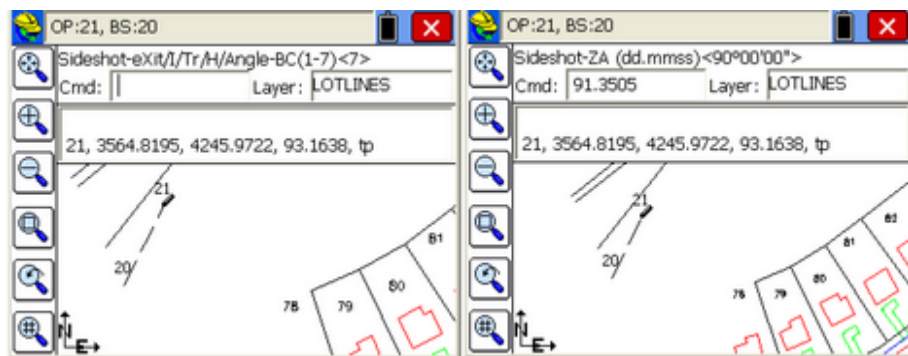 OP:21, BS:20
Sideshot-eXit/I/Tr/H/Angle-BC(1-7)<7>
Cmd: Layer: LOTLINES
21, 3564.8195, 4245.9722, 93.1638, tp
21
20
81
80
79
78
N
E
OP:21, BS:20
Sideshot-ZA (dd.mmss)<90°00'00">
Cmd: 91.3505 Layer: LOTLINES
21, 3564.8195, 4245.9722, 93.1638, tp
21
20
82
81
80
79
78
N
E